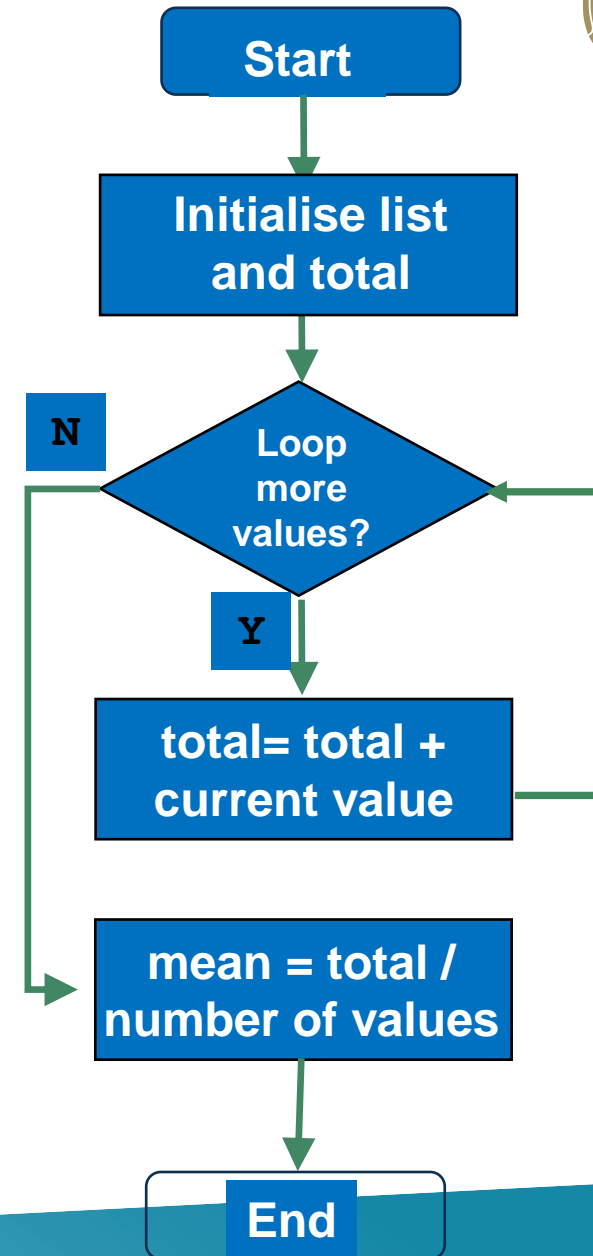 Start
Initialise list
and total
N
Loop
more
values?
Y
total= total +
current value
mean = total /
number of values
End